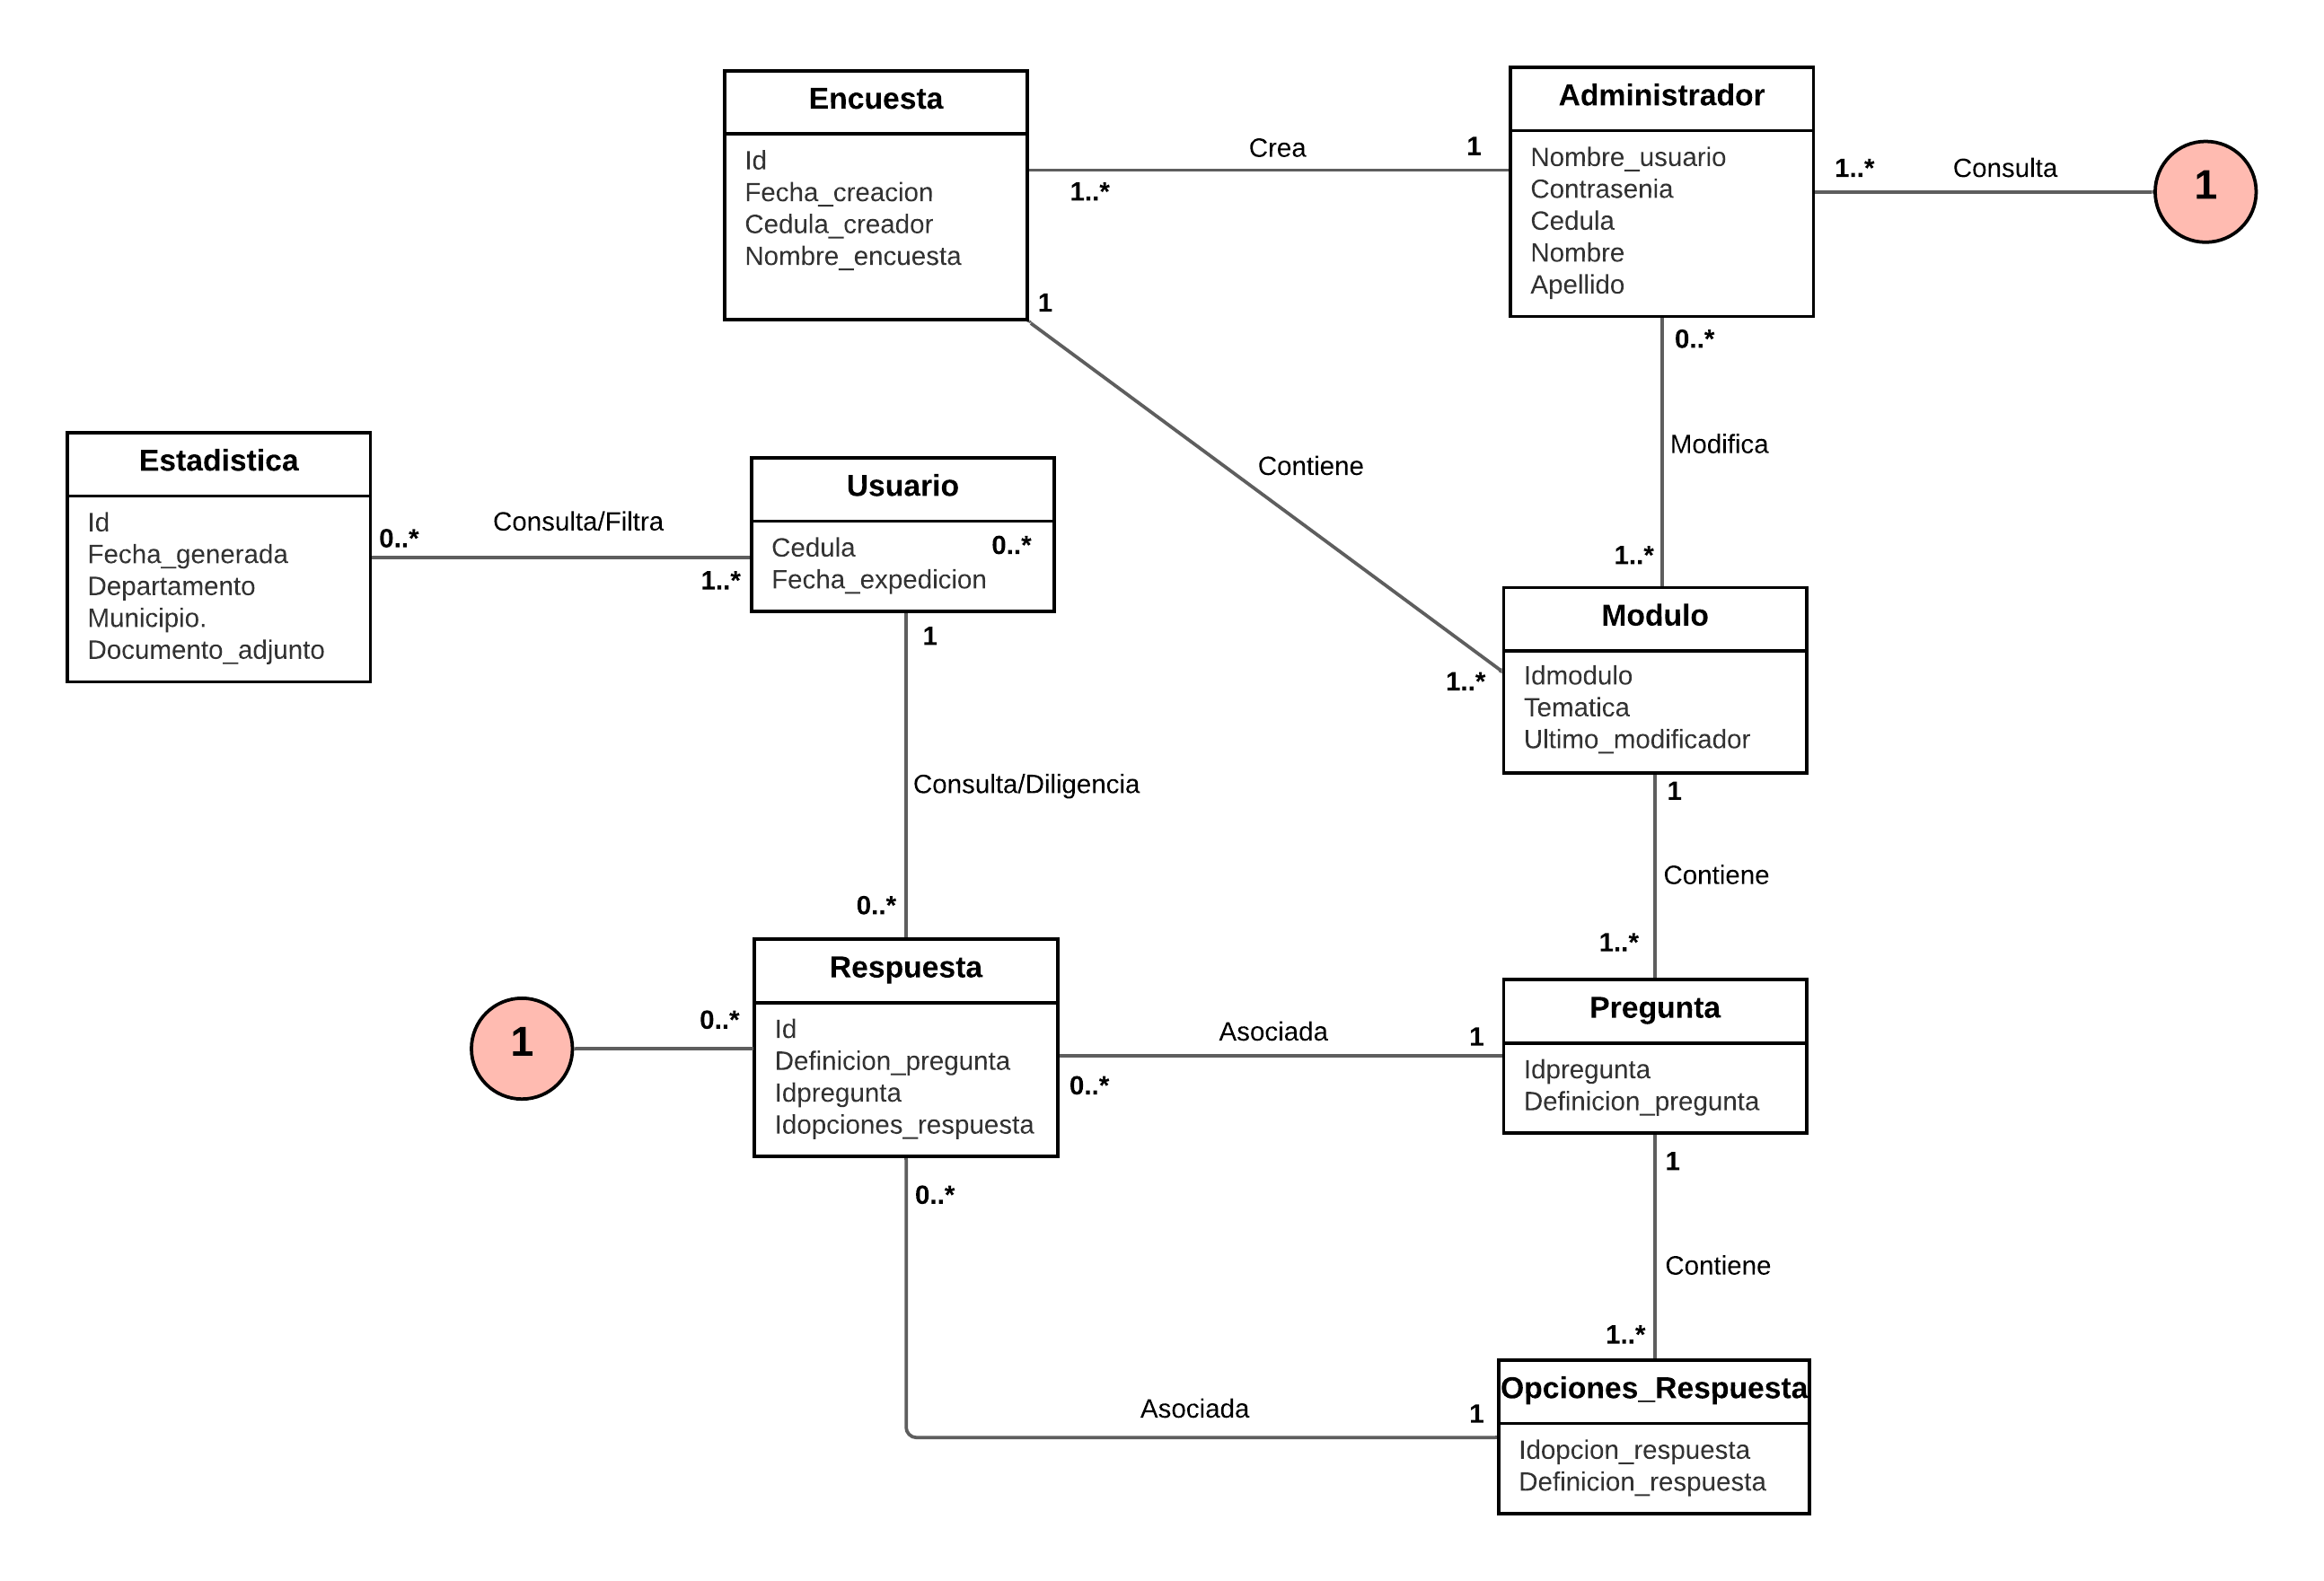 Encuesta
Id
Fecha_creacion
Cedula_creador
Nombre_encuesta
Crea
1
1..*
Administrador
Nombre_usuario
Contrasenia
Cedula
Nombre
Apellido
1..*
Consulta
1
1
Contiene
1..*
0..*
Modifica
1..*
Estadistica
Id
Fecha_generada
Departamento
Municipio.
Documento_adjunto
0..*
Consulta/Filtra
1..*
Usuario
Cedula
0..*
Fecha_expedicion
1
Consulta/Diligencia
0..*
Modulo
Idmodulo
Tematica
Ultimo_modificador
1
Contiene
1..*
1
0..*
Respuesta
Id
Definicion_pregunta
Idpregunta
Idopciones_respuesta
Asociada
1
0..*
Pregunta
Idpregunta
Definicion_pregunta
1
Contiene
1..*
0..*
Asociada
1
Opciones_Respuesta
Idopcion_respuesta
Definicion_respuesta